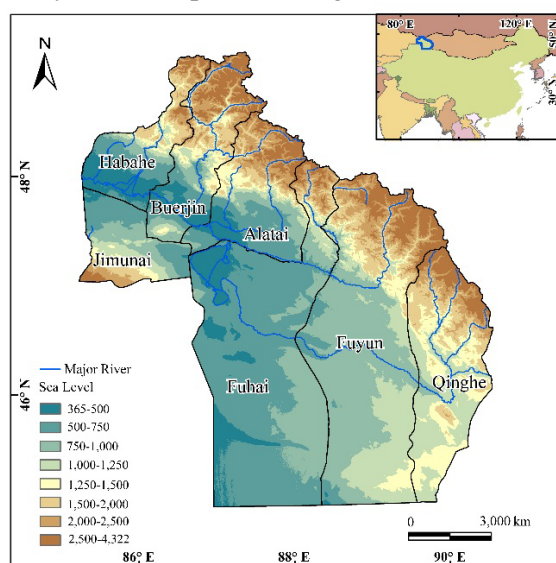 80° E
120° E
50° N
30° N
N
48° N
46° N
Habahe
Buerjin
Alatai
Jimunai
Fuyun
Fuhai
Qinghe
Major River
Sea Level
365-500
500-750
750-1,000
1,000-1,250
1,250-1,500
1,500-2,000
2,000-2,500
2,500-4,322
0 3,000 km
86° E
88° E
90° E